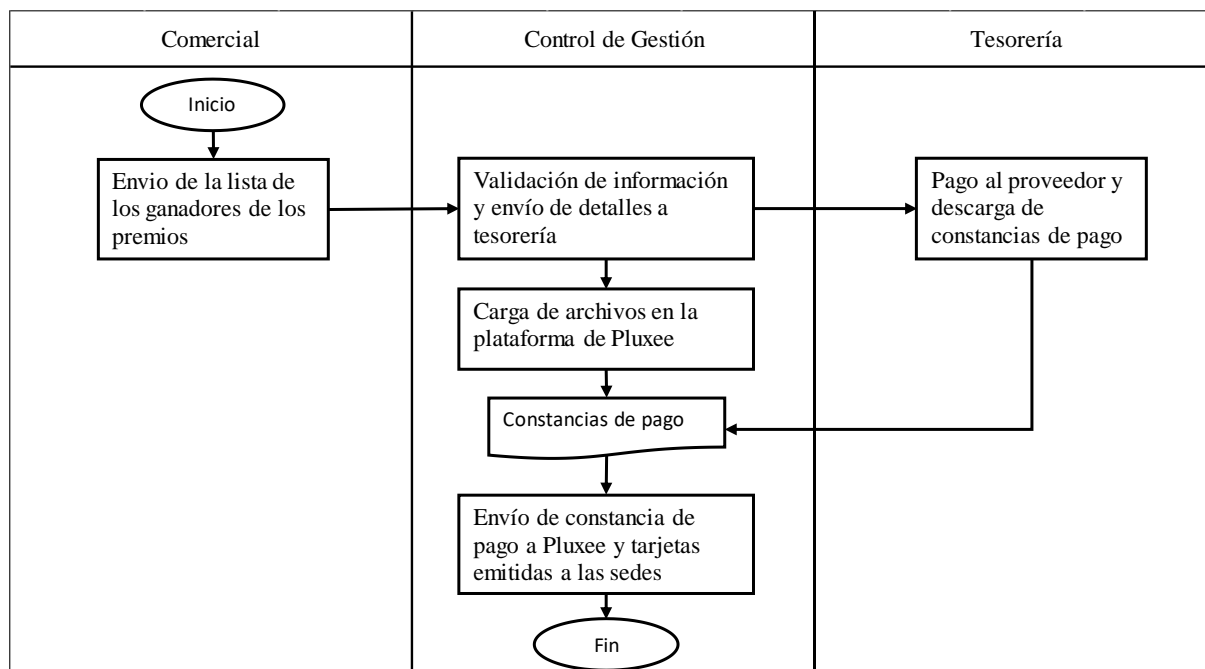 Comercial
Control de Gestión
Tesorería
Inicio
Envio de la lista de
los ganadores de los
premios
Validación de información
y envío de detalles a
tesorería
Pago al proveedor y
descarga de
constancias de pago
Carga de archivos en la
plataforma de Pluxee
Constancias de pago
Envío de constancia de
pago a Pluxee y tarjetas
emitidas a las sedes
Fin